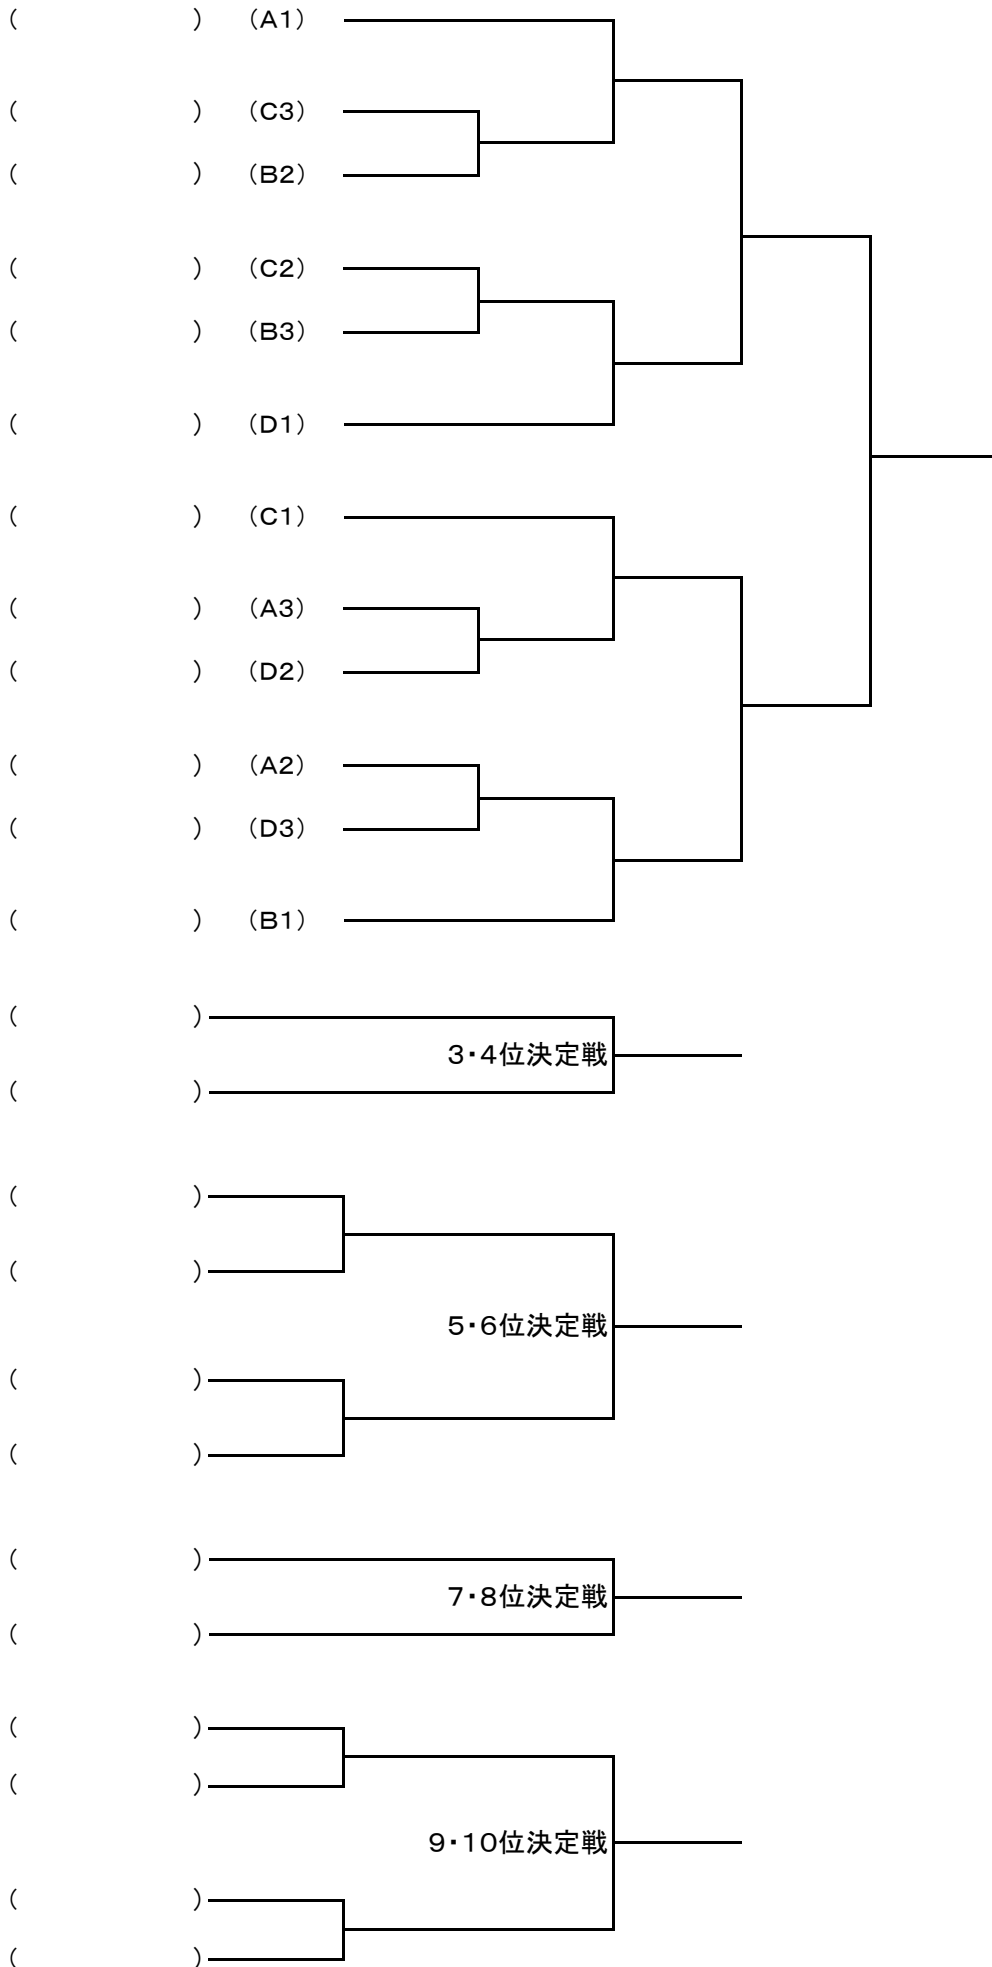 （　　　　　）（A1）
（　　　　　）（C3）
（　　　　　）（B2）
（　　　　　）（C2）
（　　　　　）（B3）
（　　　　　）（D1）
（　　　　　）（C1）
（　　　　　）（A3）
（　　　　　）（D2）
（　　　　　）（A2）
（　　　　　）（D3）
（　　　　　）（B1）
（　　　　　）
3・4位決定戦
（　　　　　）
（　　　　　）
（　　　　　）
5・6位決定戦
（　　　　　）
（　　　　　）
（　　　　　）
7・8位決定戦
（　　　　　）
（　　　　　）
（　　　　　）
9・10位決定戦
（　　　　　）
（　　　　　）